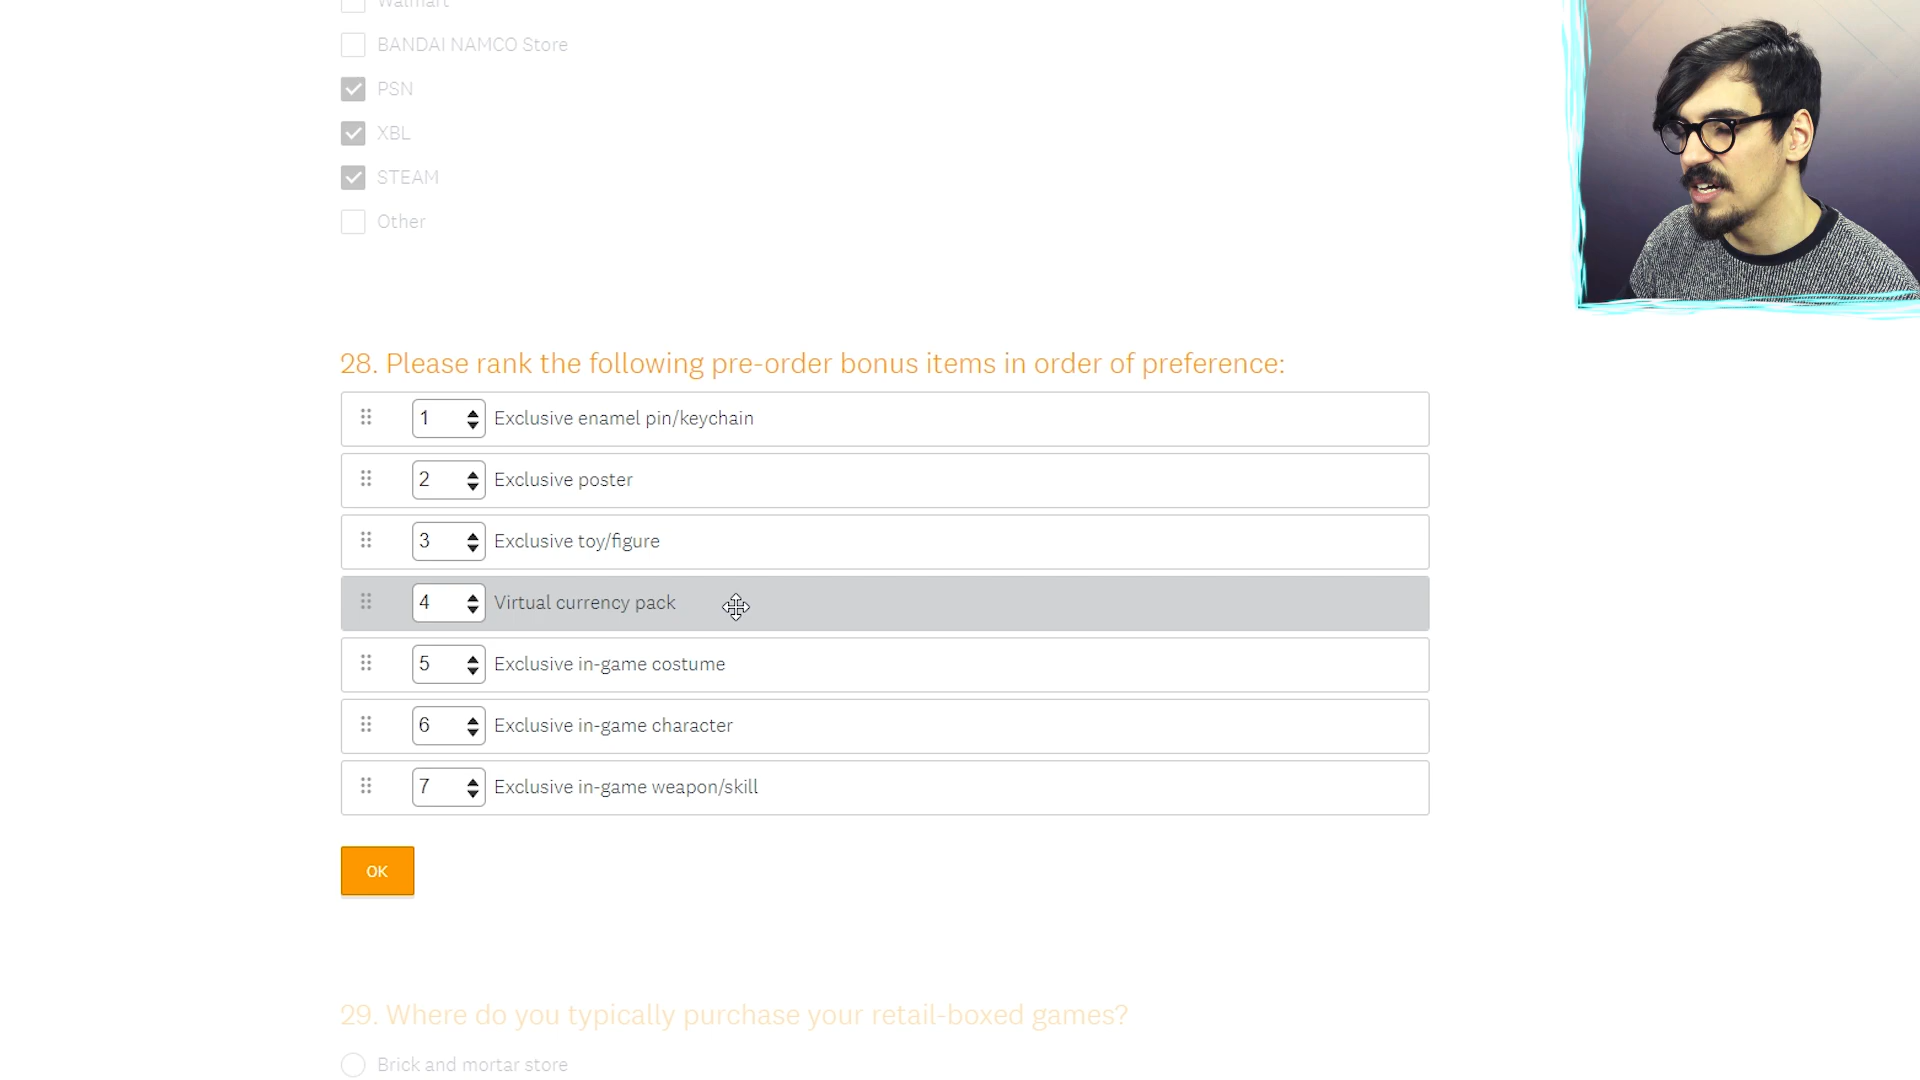 Walmart
BANDAI NAMCO Store
PSN
XBL
STEAM
Other
28. Please rank the following pre-order bonus items in order of preference:
1 Exclusive enamel pin/keychain
2 Exclusive poster
3 Exclusive toy/figure
4 Virtual currency pack
5 Exclusive in-game costume
6 Exclusive in-game character
7 Exclusive in-game weapon/skill
OK
29. Where do you typically purchase your retail-boxed games?
Brick and mortar store